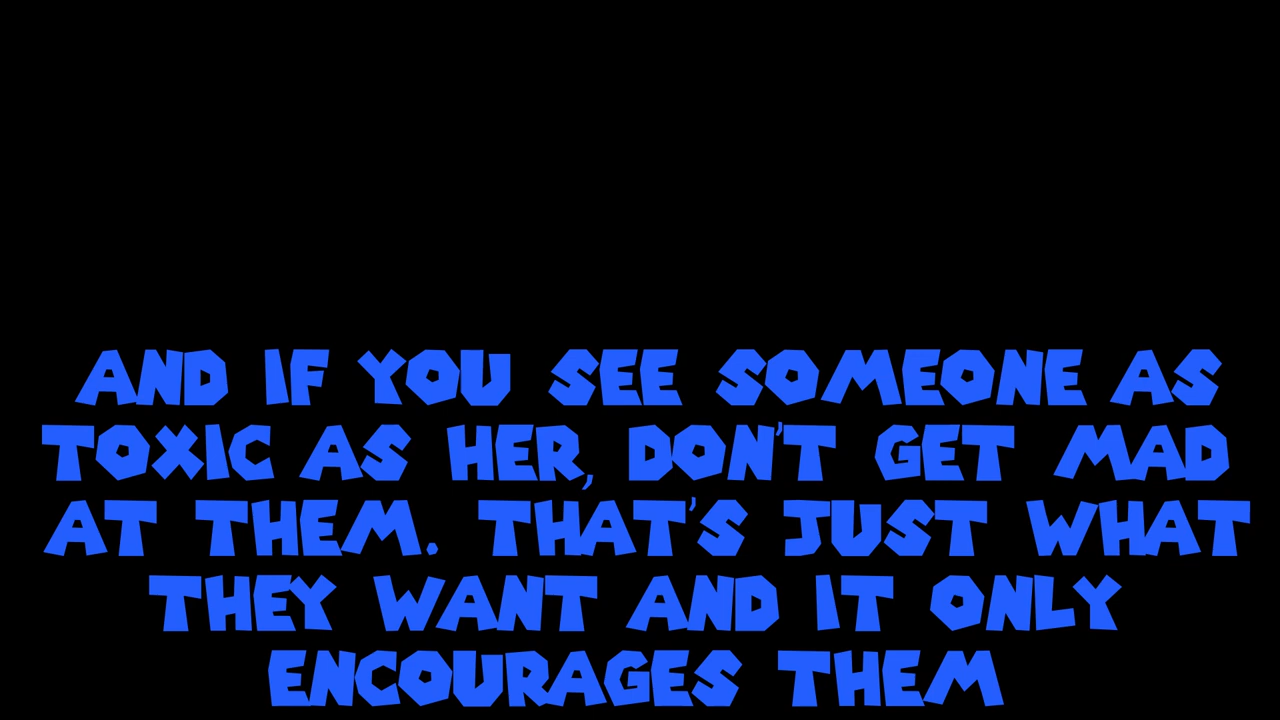 AND IF YOU SEE SOMEONE AS
TOXIC AS HER, DON'T GET MAD
AT THEM. THAT'S JUST WHAT
THEY WANT AND IT ONLY
ENCOURAGES THEM